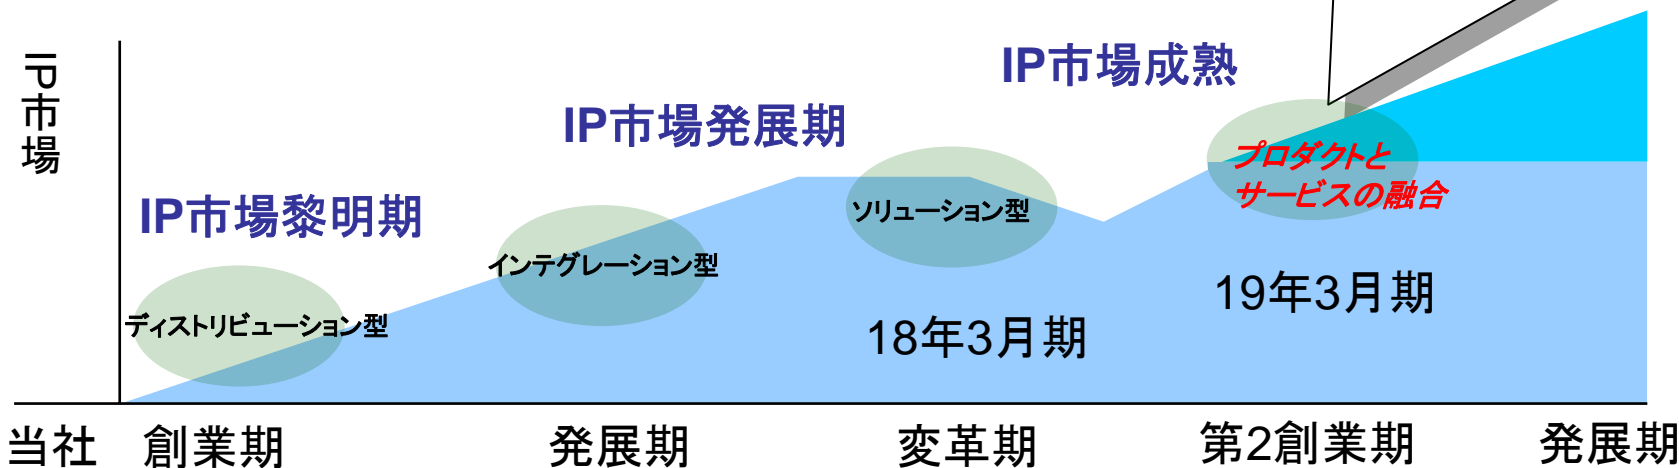 IP市場
IP市場成熟
IP市場発展期
IP市場黎明期
プロダクトと
サービスの融合
ソリューション型
インテグレーション型
ディストリビューション型
19年3月期
18年3月期
当社 創業期 発展期 変革期 第2創業期 発展期